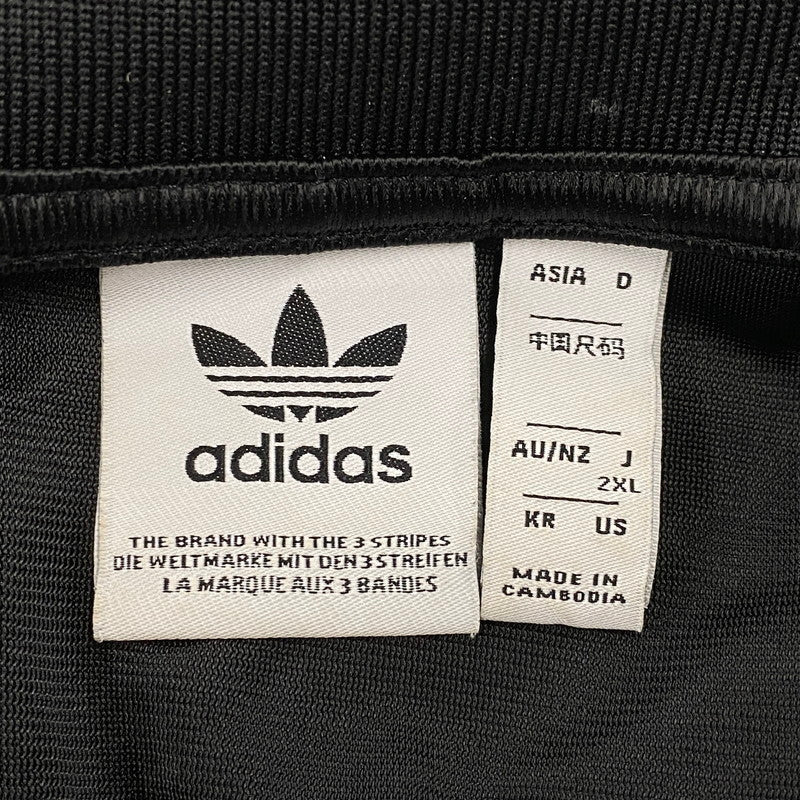 adidas
THE BRAND WITH THE 3 STRIPES
DIE WELTMARKE MIT DEN 3 STREIFEN
LA MARQUE AUX 3 BANDES
ASIA D
中国尺码
AU/NZ J
2XL
KR US
MADE IN
CAMBODIA